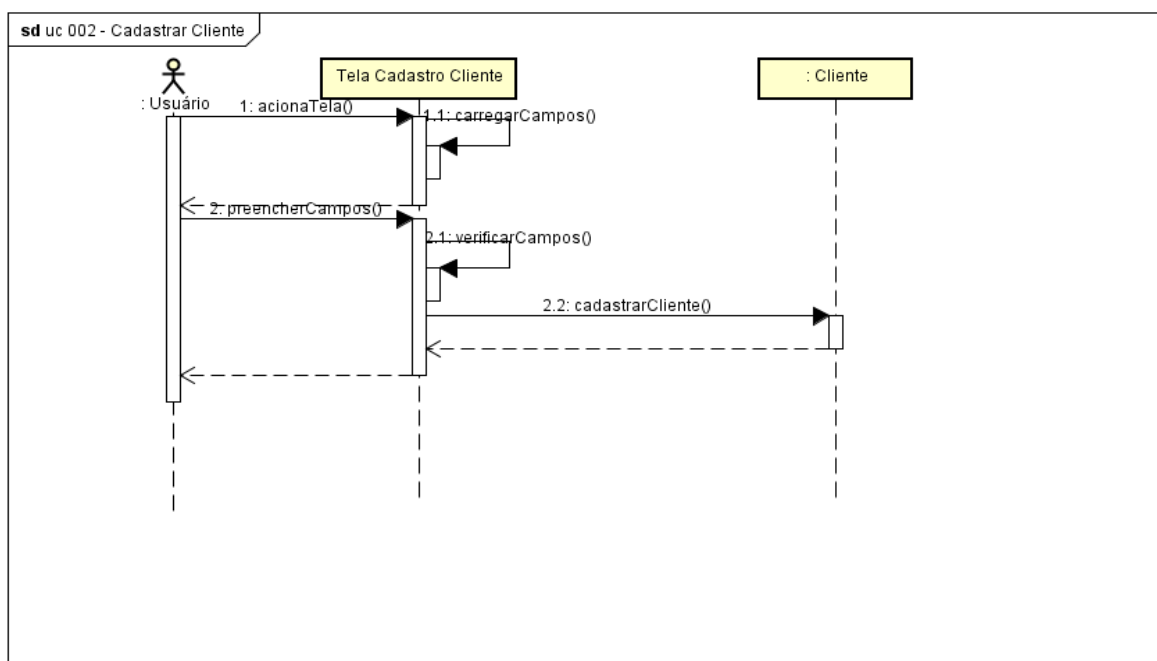 sd uc 002 - Cadastrar Cliente
: Usuário
Tela Cadastro Cliente
: Cliente
1: acionaTela()
1.1: carregarCampos()
2: preencherCampos()
2.1: verificarCampos()
2.2: cadastrarCliente()